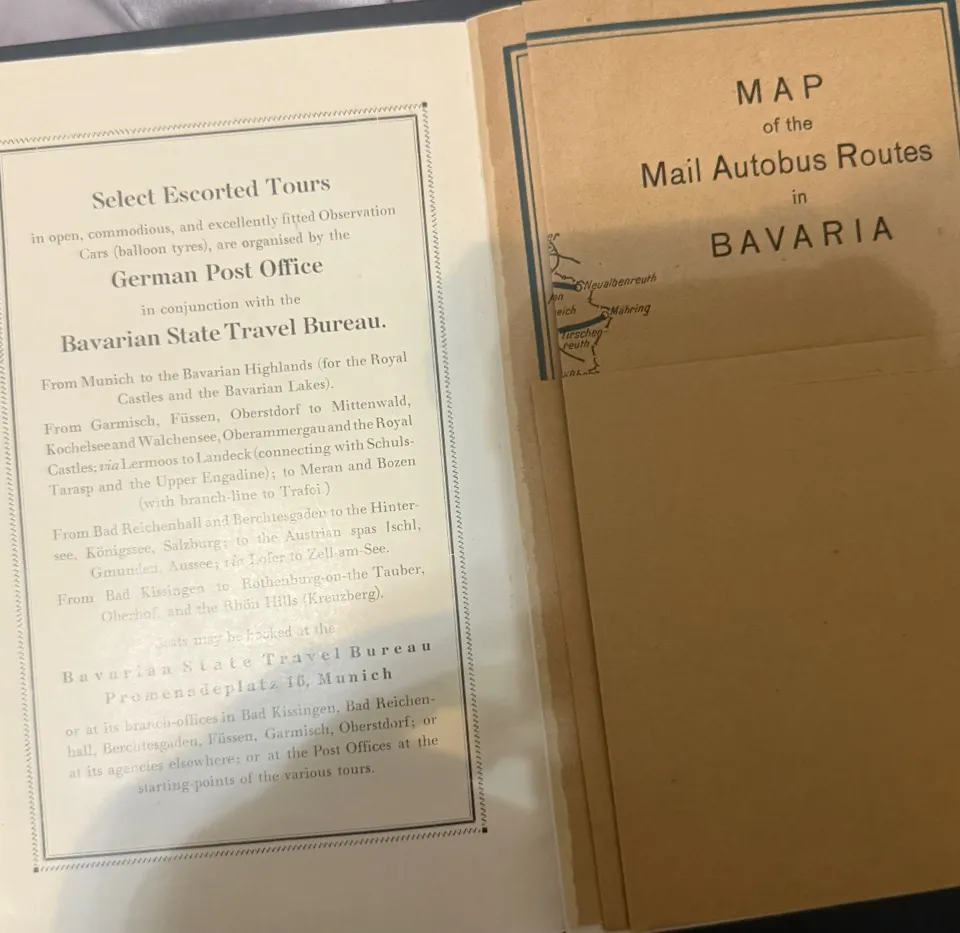 Select Escorted Tours
in open, commodious, and excellently fitted Observation
Cars (balloon tyres), are organised by the
German Post Office
in conjunction with the
Bavarian State Travel Bureau.
From Munich to the Bavarian Highlands (for the Royal
Castles and the Bavarian Lakes).
From Garmisch, Füssen, Oberstdorf to Mittenwald,
Kochelsee and Walchensee, Oberammergau and the Royal
Castles; via Lermoos to Landeck (connecting with Schuls-
Tarasp and the Upper Engadine); to Meran and Bozen
(with branch-line to Trafoi.)
From Bad Reichenhall and Berchtesgaden to the Hinter-
see, Königssee, Salzburg; to the Austrian spas Ischl,
Gmunden, Aussee; via Lofer to Zell-am-See.
From Bad Kissingen to Rothenburg-on-the Tauber,
Oberhof, and the Rhön Hills (Kreuzberg).
Seats may be booked at the
Bavarian State Travel Bureau
Promenadeplatz 16, Munich
or at its branch-offices in Bad Kissingen, Bad Reichen-
hall, Berchtesgaden, Füssen, Garmisch, Oberstdorf; or
at its agencies elsewhere; or at the Post Offices at the
starting-points of the various tours.
MAP
of the
Mail Autobus Routes
in
BAVARIA
Neualbenreuth
eich
Mähring
Tirschen-
reuth